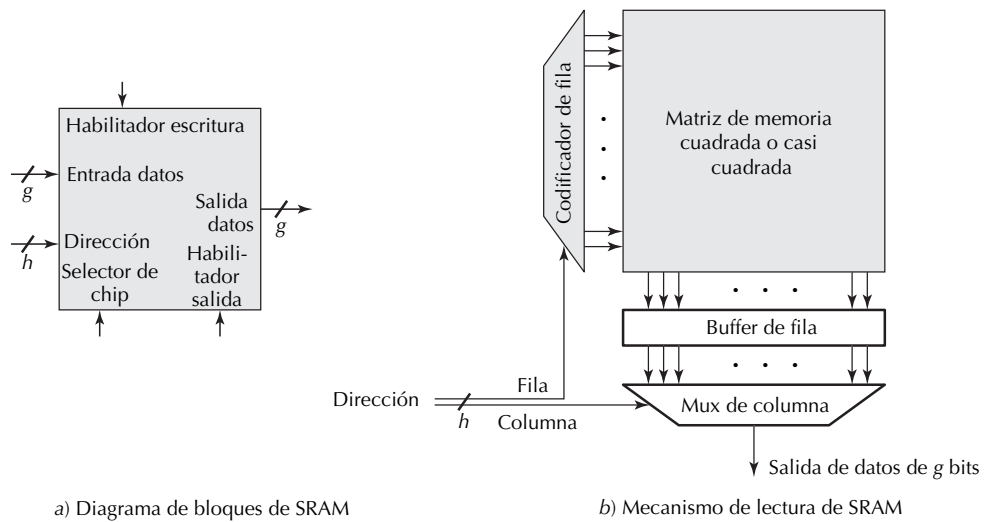 Habilitador escritura
Entrada datos
g
Salida
datos
g
Dirección
h
Habili-
tador
salida
Selector de
chip
a) Diagrama de bloques de SRAM
Codificador de fila
Matriz de memoria
cuadrada o casi
cuadrada
Buffer de fila
Fila
Dirección
h
Columna
Mux de columna
Salida de datos de g bits
b) Mecanismo de lectura de SRAM